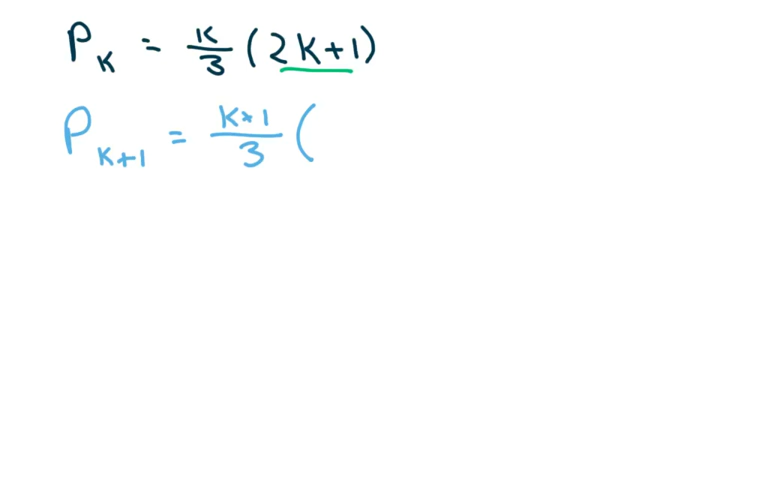 P_k = k/3 (2k+1)
P_k+1 = k+1/3 (